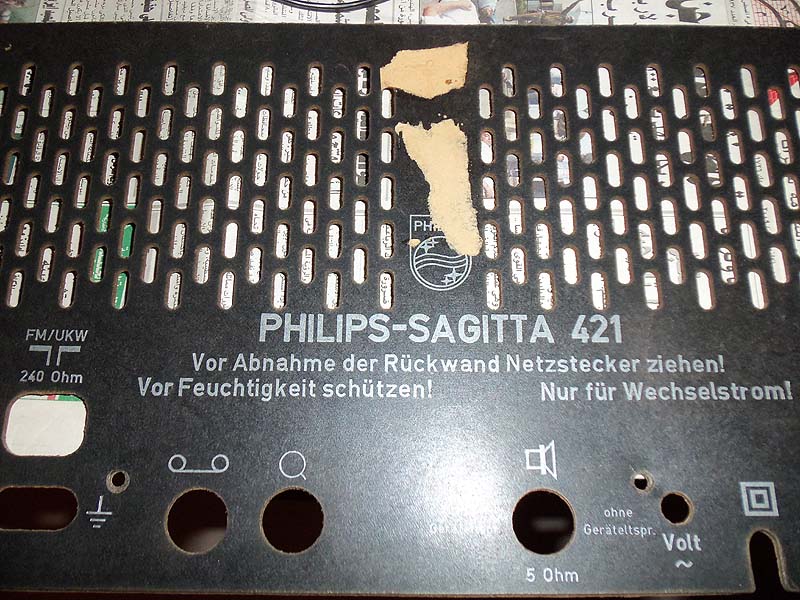 PHILIPS-SAGITTA 421
FM/UKW
240 Ohm
Vor Abnahme der Rückwand Netzstecker ziehen!
Vor Feuchtigkeit schützen!
Nur für Wechselstrom!
ohne
Geräteltspr.
Volt
~
5 Ohm